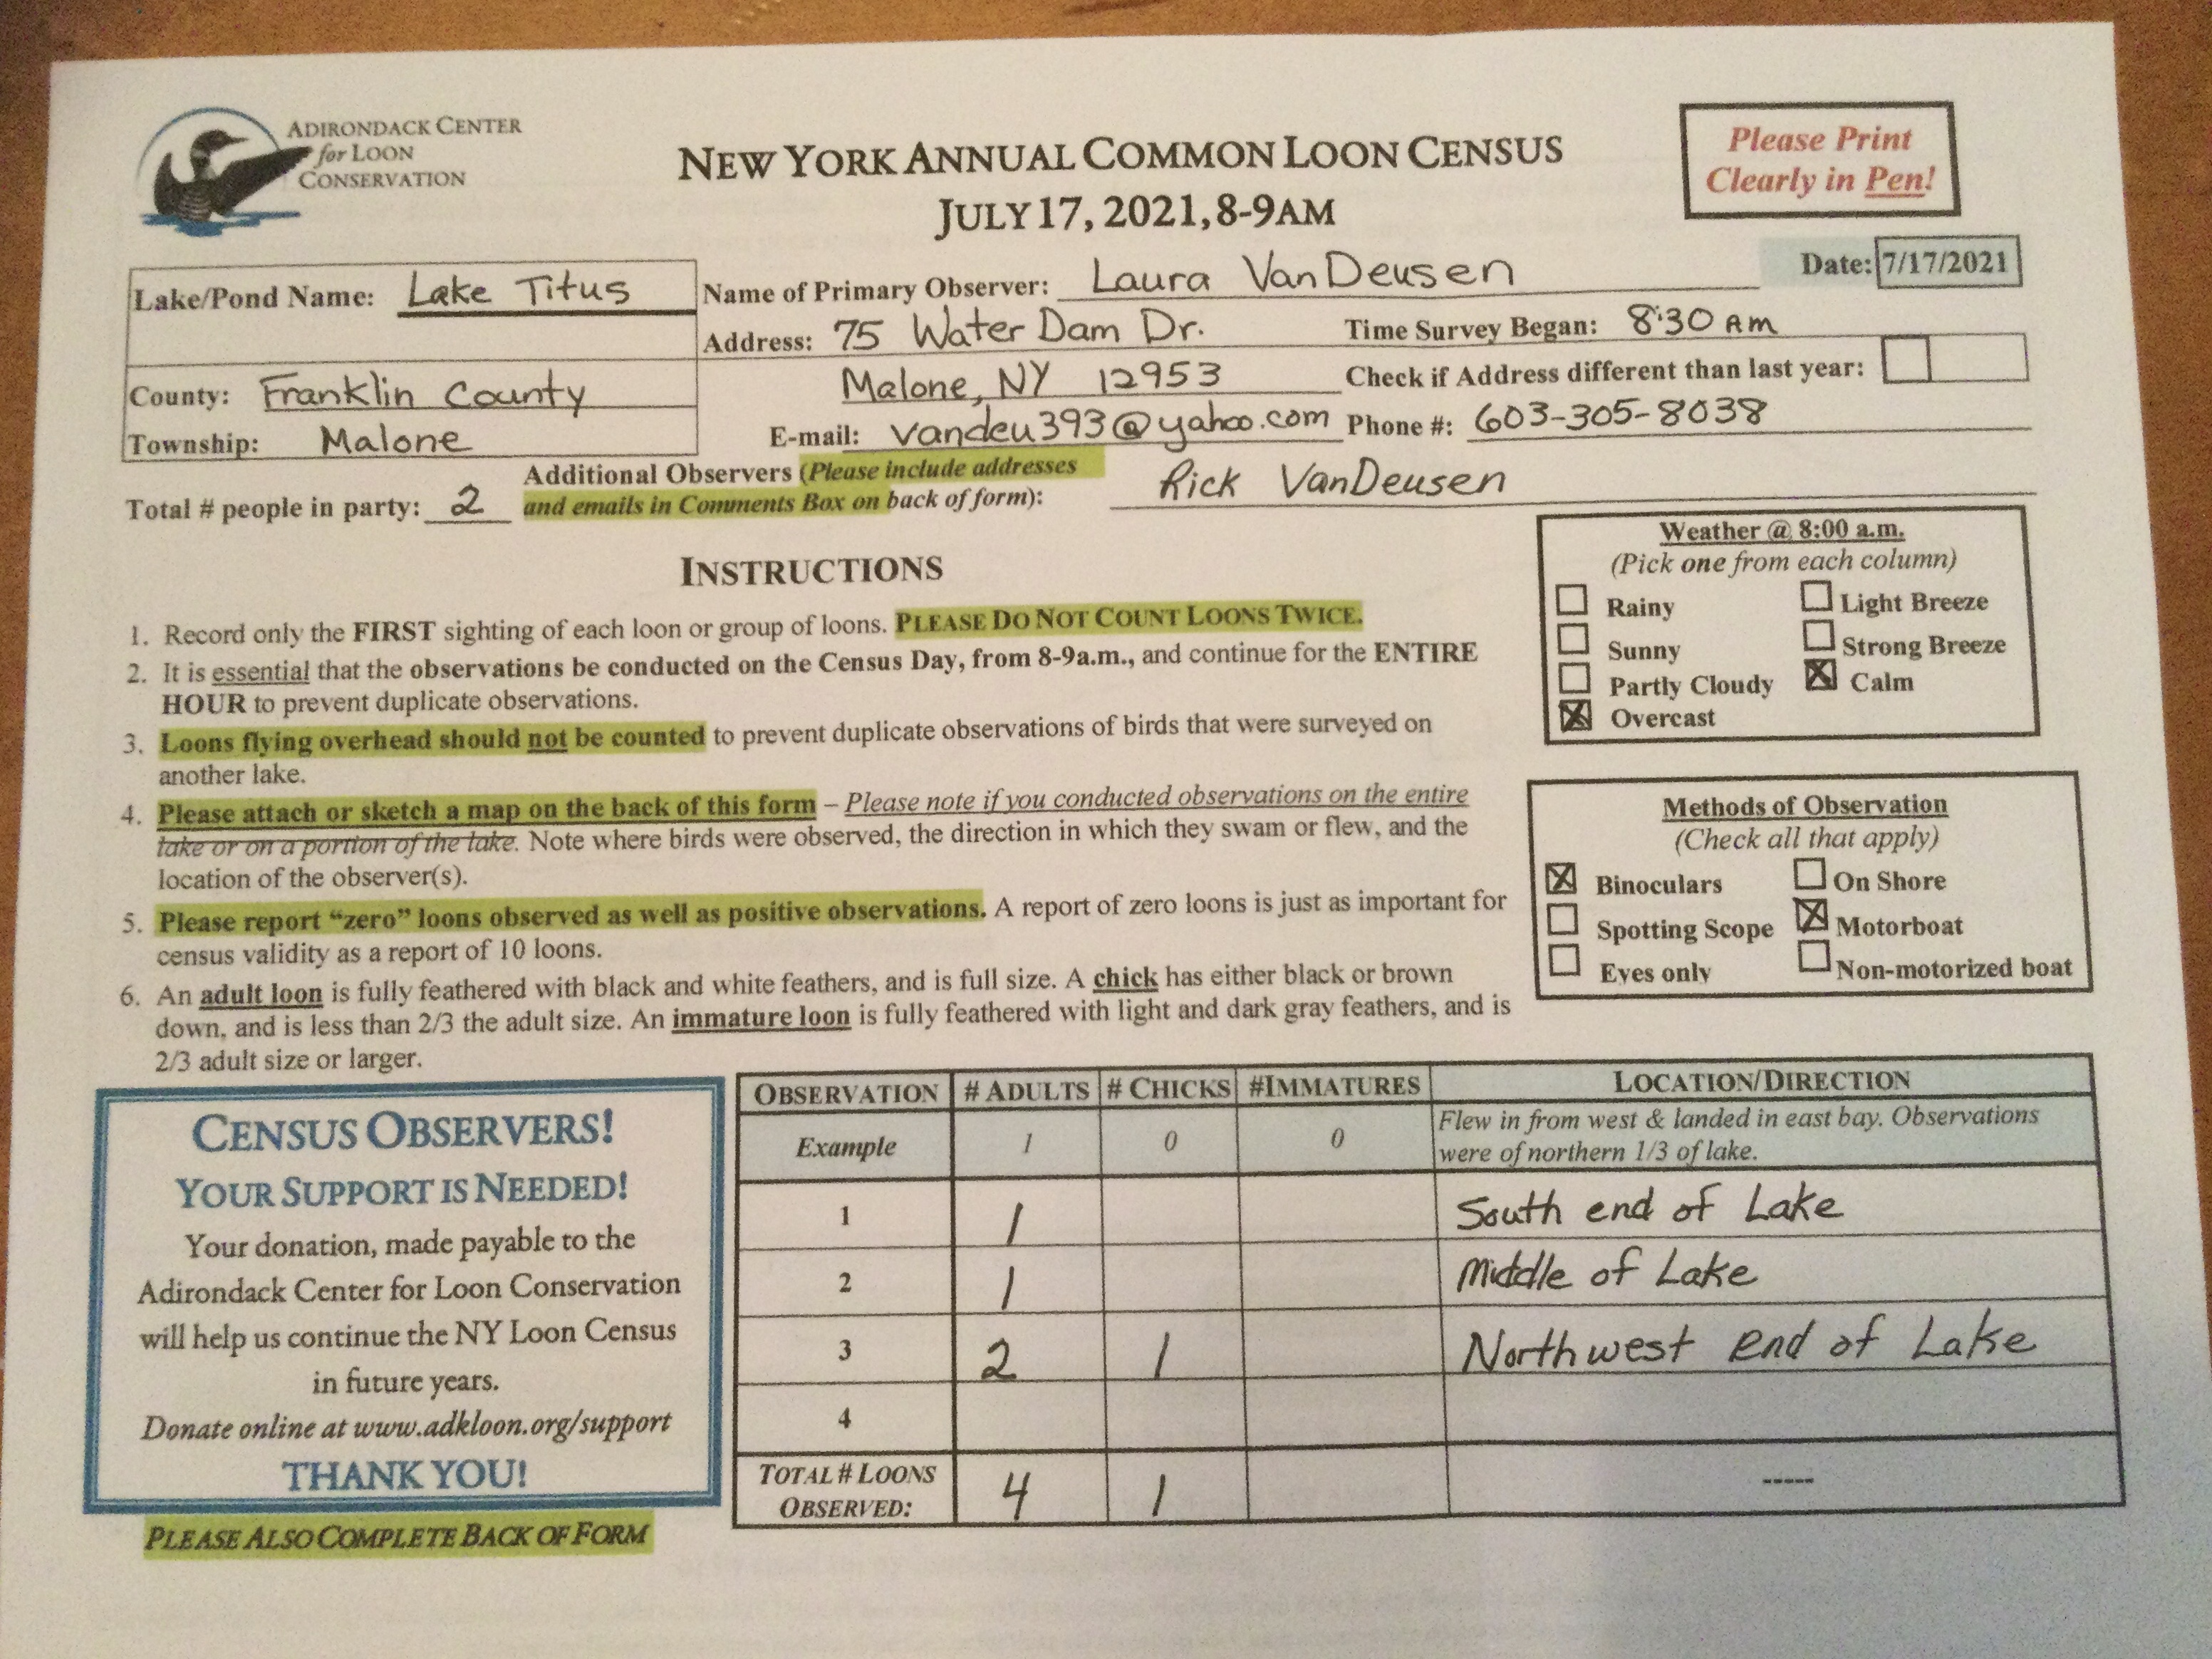 ADIRONDACK CENTER
for LOON
CONSERVATION
NEW YORK ANNUAL COMMON LOON CENSUS
JULY 17, 2021, 8-9AM
Please Print
Clearly in Pen!
Lake/Pond Name: Lake Titus
Name of Primary Observer: Laura VanDeusen
Date: 7/17/2021
Address: 75 Water Dam Dr.
Time Survey Began: 8:30 AM
County: Franklin County
Malone, NY 12953
Check if Address different than last year:
Township: Malone
E-mail: vandeu393@yahoo.com Phone #: 603-305-8038
Total # people in party: 2
Additional Observers (Please include addresses
and emails in Comments Box on back of form):
Rick VanDeusen
INSTRUCTIONS
1. Record only the FIRST sighting of each loon or group of loons. PLEASE DO NOT COUNT LOONS TWICE.
2. It is essential that the observations be conducted on the Census Day, from 8-9a.m., and continue for the ENTIRE
HOUR to prevent duplicate observations.
3. Loons flying overhead should not be counted to prevent duplicate observations of birds that were surveyed on
another lake.
4. Please attach or sketch a map on the back of this form – Please note if you conducted observations on the entire
lake or on a portion of the lake. Note where birds were observed, the direction in which they swam or flew, and the
location of the observer(s).
5. Please report “zero” loons observed as well as positive observations. A report of zero loons is just as important for
census validity as a report of 10 loons.
6. An adult loon is fully feathered with black and white feathers, and is full size. A chick has either black or brown
down, and is less than 2/3 the adult size. An immature loon is fully feathered with light and dark gray feathers, and is
2/3 adult size or larger.
Weather @ 8:00 a.m.
(Pick one from each column)
Rainy
Light Breeze
Sunny
Strong Breeze
Partly Cloudy
Calm
Overcast
Methods of Observation
(Check all that apply)
Binoculars
On Shore
Spotting Scope
Motorboat
Eyes only
Non-motorized boat
CENSUS OBSERVERS!
YOUR SUPPORT IS NEEDED!
Your donation, made payable to the
Adirondack Center for Loon Conservation
will help us continue the NY Loon Census
in future years.
Donate online at www.adkloon.org/support
THANK YOU!
PLEASE ALSO COMPLETE BACK OF FORM
OBSERVATION # ADULTS # CHICKS #IMMATURES LOCATION/DIRECTION
Example 1 0 0 Flew in from west & landed in east bay. Observations
were of northern 1/3 of lake.
1 1 South end of Lake
2 1 Middle of Lake
3 2 1 Northwest end of Lake
4
TOTAL # LOONS
OBSERVED: 4 1 -----